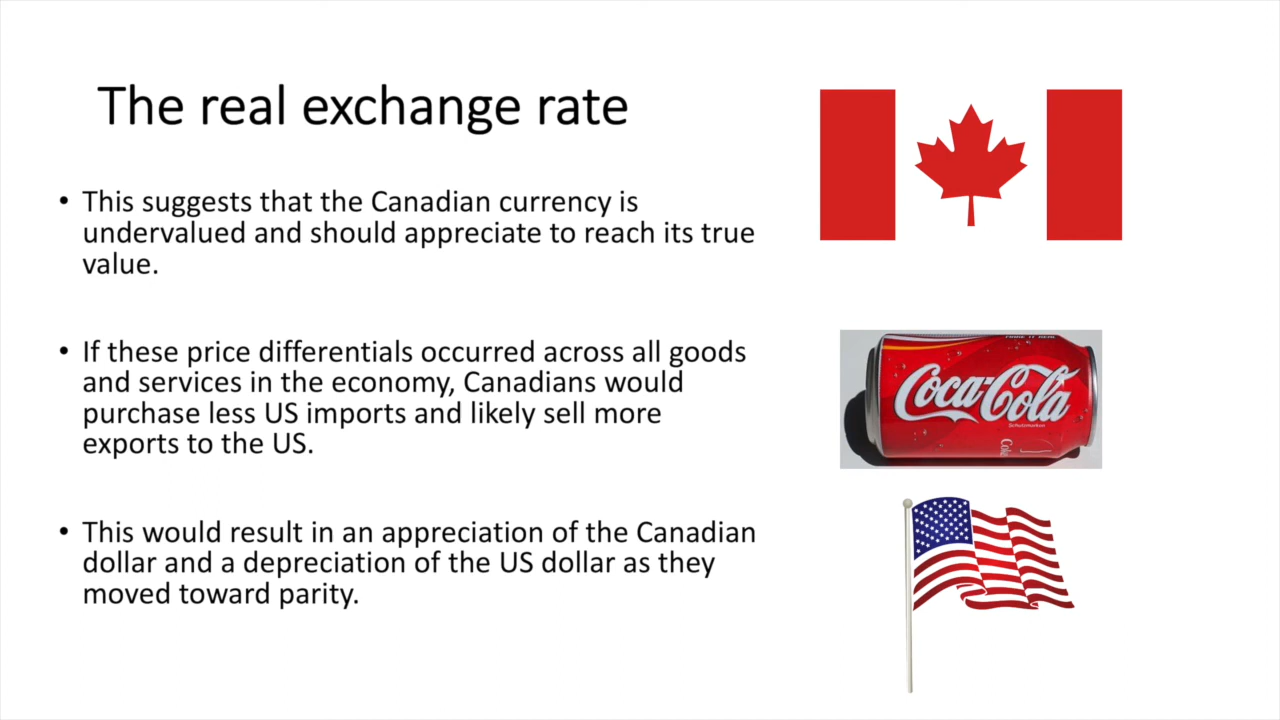 The real exchange rate
• This suggests that the Canadian currency is
undervalued and should appreciate to reach its true
value.
• If these price differentials occurred across all goods
and services in the economy, Canadians would
purchase less US imports and likely sell more
exports to the US.
• This would result in an appreciation of the Canadian
dollar and a depreciation of the US dollar as they
moved toward parity.
Coca-Cola
Schutzmarken